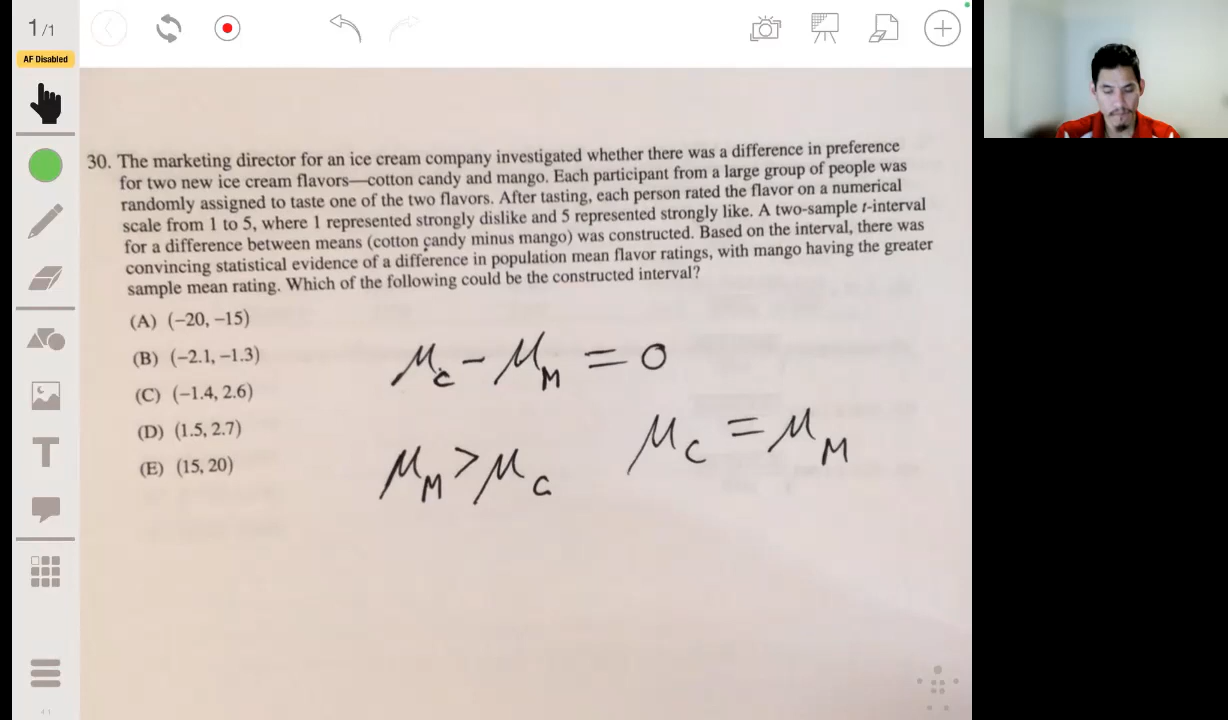 1/1
AF Disabled
30. The marketing director for an ice cream company investigated whether there was a difference in preference
for two new ice cream flavors—cotton candy and mango. Each participant from a large group of people was
randomly assigned to taste one of the two flavors. After tasting, each person rated the flavor on a numerical
scale from 1 to 5, where 1 represented strongly dislike and 5 represented strongly like. A two-sample t-interval
for a difference between means (cotton candy minus mango) was constructed. Based on the interval, there was
convincing statistical evidence of a difference in population mean flavor ratings, with mango having the greater
sample mean rating. Which of the following could be the constructed interval?
(A) (−20, −15)
(B) (−2.1, −1.3)
(C) (−1.4, 2.6)
(D) (1.5, 2.7)
(E) (15, 20)
μ_C − μ_M = 0
μ_C = μ_M
μ_M > μ_C
T